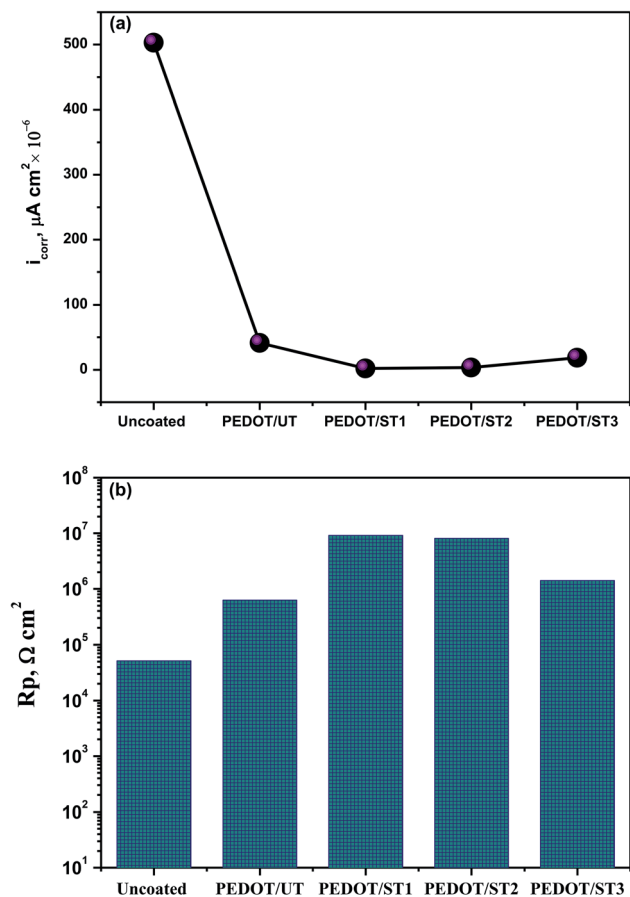 (a)
i_corr, μA cm² × 10⁻⁶
500
400
300
200
100
0
Uncoated PEDOT/UT PEDOT/ST1 PEDOT/ST2 PEDOT/ST3
(b)
Rp, Ω cm²
10⁸
10⁷
10⁶
10⁵
10⁴
10³
10²
10¹
Uncoated PEDOT/UT PEDOT/ST1 PEDOT/ST2 PEDOT/ST3